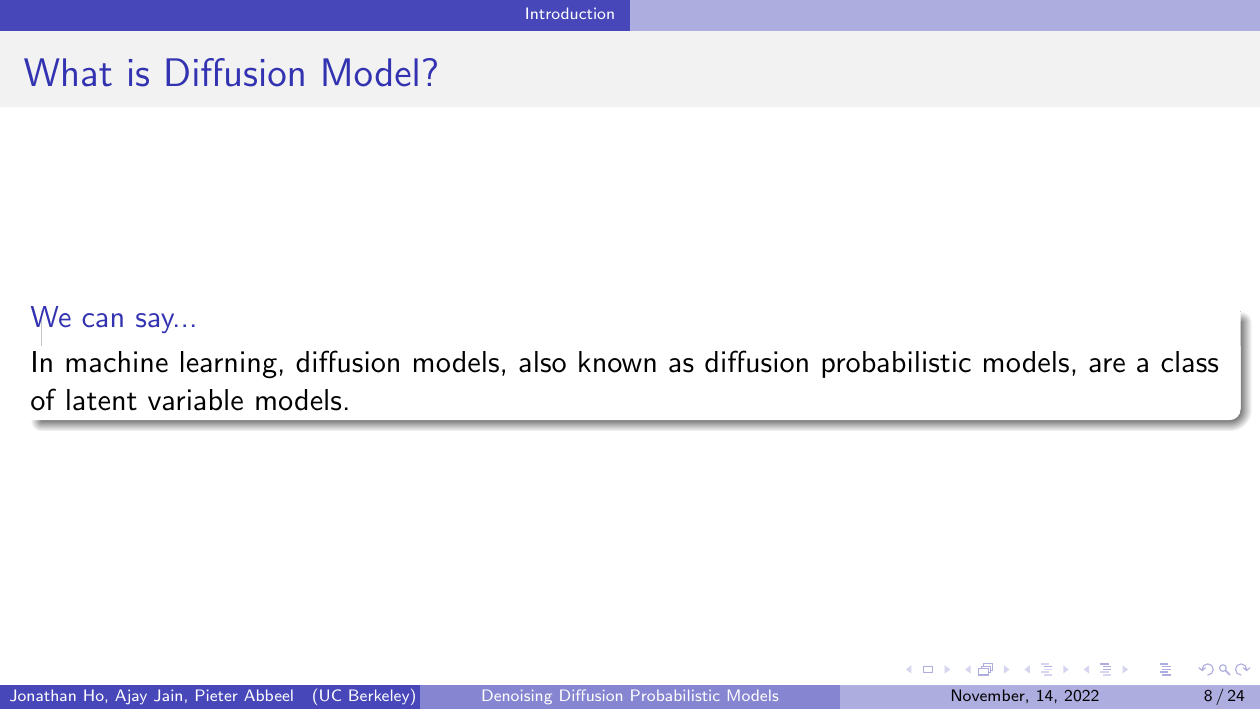 Introduction
What is Diffusion Model?
We can say...
In machine learning, diffusion models, also known as diffusion probabilistic models, are a class
of latent variable models.
Jonathan Ho, Ajay Jain, Pieter Abbeel (UC Berkeley) Denoising Diffusion Probabilistic Models November, 14, 2022 8 / 24